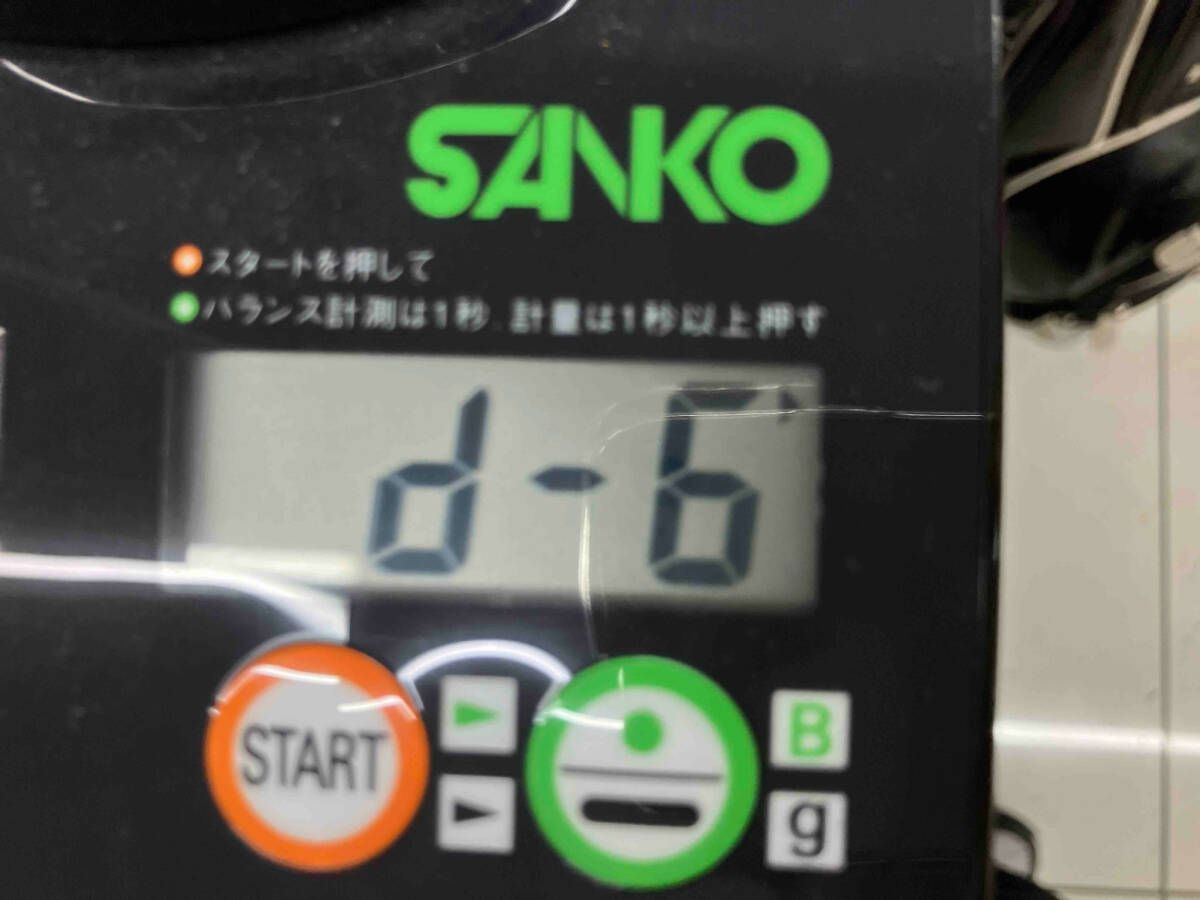 SANKO
スタートを押して
バランス計測は1秒.計量は1秒以上押す
d-6
START
B
g